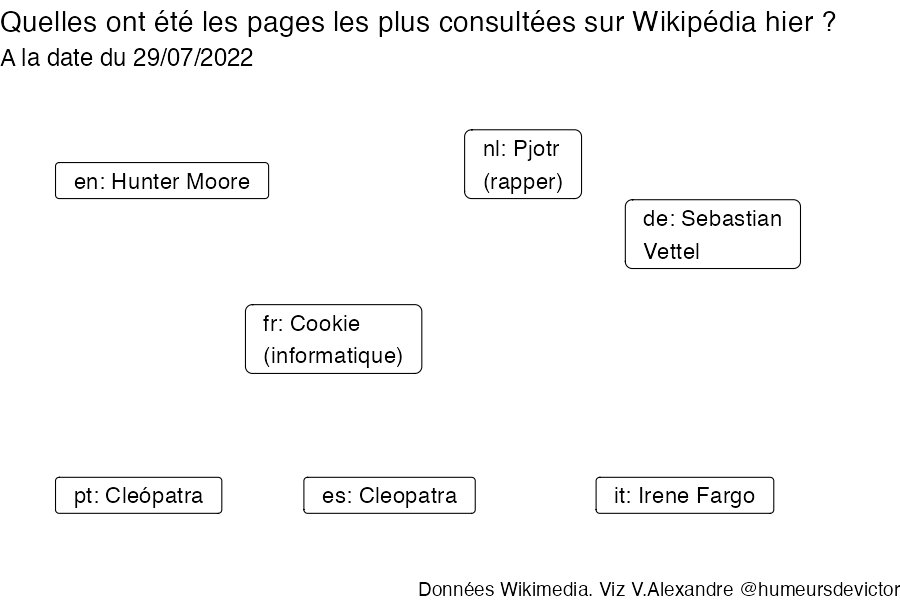 Quelles ont été les pages les plus consultées sur Wikipédia hier ?
A la date du 29/07/2022
en: Hunter Moore
nl: Pjotr
(rapper)
de: Sebastian
Vettel
fr: Cookie
(informatique)
pt: Cleópatra
es: Cleopatra
it: Irene Fargo
Données Wikimedia. Viz V.Alexandre @humeursdevictor